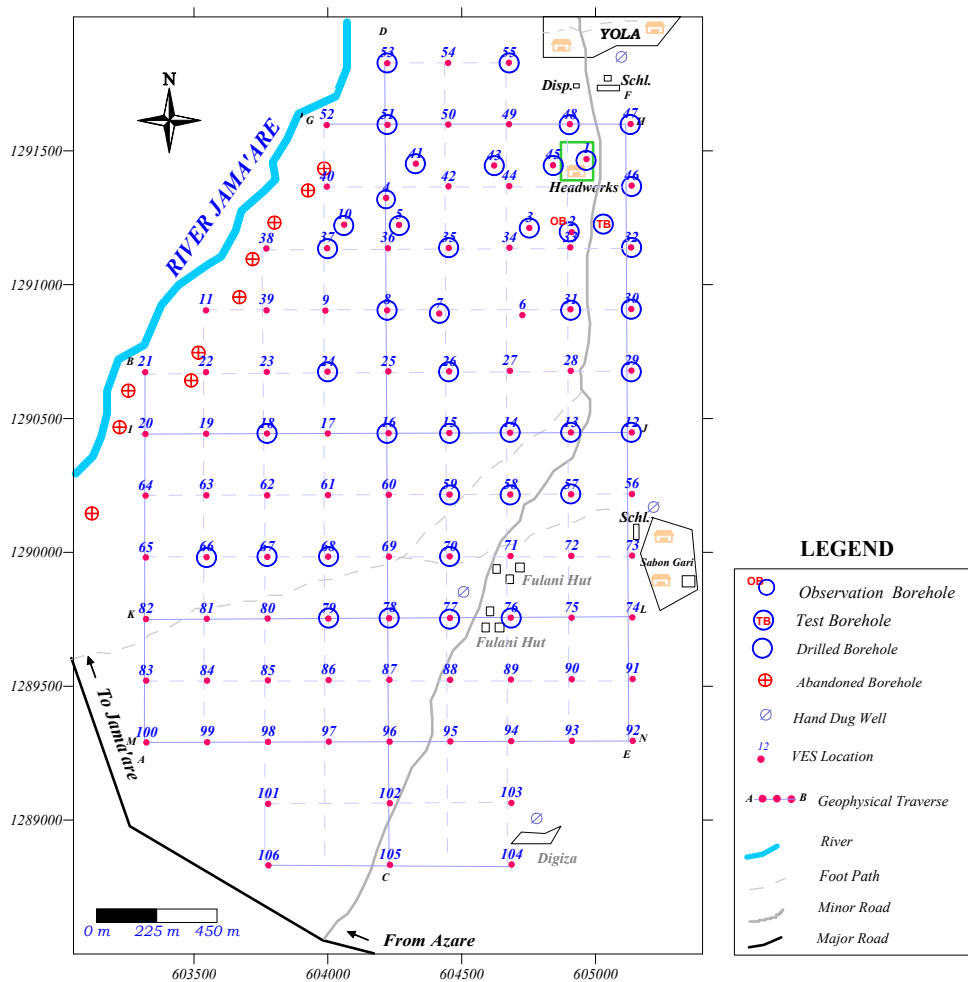 D
YOLA
53 54 55
N
Disp. Schl.
F
52 51 50 49 48 47
G H
41 43 45 1
40 42 44 46
Headworks
4
RIVER JAMA'ARE
10 5 3 OB 2 TB
38 37 36 35 34 33 32
11 39 9 8 7 6 31 30
B
21 22 23 24 25 26 27 28 29
I 20 19 18 17 16 15 14 13 12 J
64 63 62 61 60 59 58 57 56
Schl.
65 66 67 68 69 70 71 72 73
Sabon Gari
Fulani Hut
K 82 81 80 79 78 77 76 75 74 L
Fulani Hut
83 84 85 86 87 88 89 90 91
To Jama'are
M 100 99 98 97 96 95 94 93 92 N
A E
101 102 103
106 105 104
C
Digiza
0 m 225 m 450 m
From Azare
1291500
1291000
1290500
1290000
1289500
1289000
603500 604000 604500 605000
LEGEND
OB Observation Borehole
TB Test Borehole
Drilled Borehole
Abandoned Borehole
Hand Dug Well
12 VES Location
A B Geophysical Traverse
River
Foot Path
Minor Road
Major Road